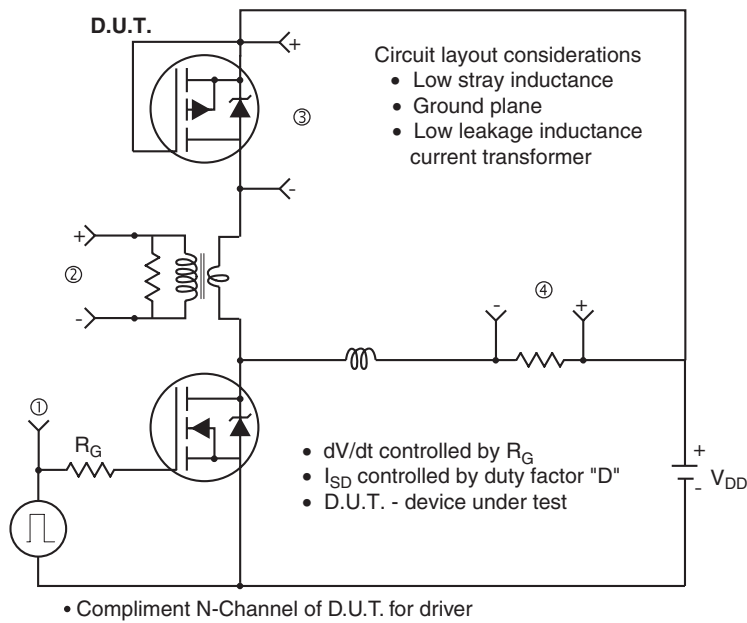 D.U.T.
+
Circuit layout considerations
• Low stray inductance
• Ground plane
• Low leakage inductance
current transformer
③
-
+
②
-
- ④ +
①
R_G
• dV/dt controlled by R_G
• I_SD controlled by duty factor "D"
• D.U.T. - device under test
+
V_DD
-
• Compliment N-Channel of D.U.T. for driver